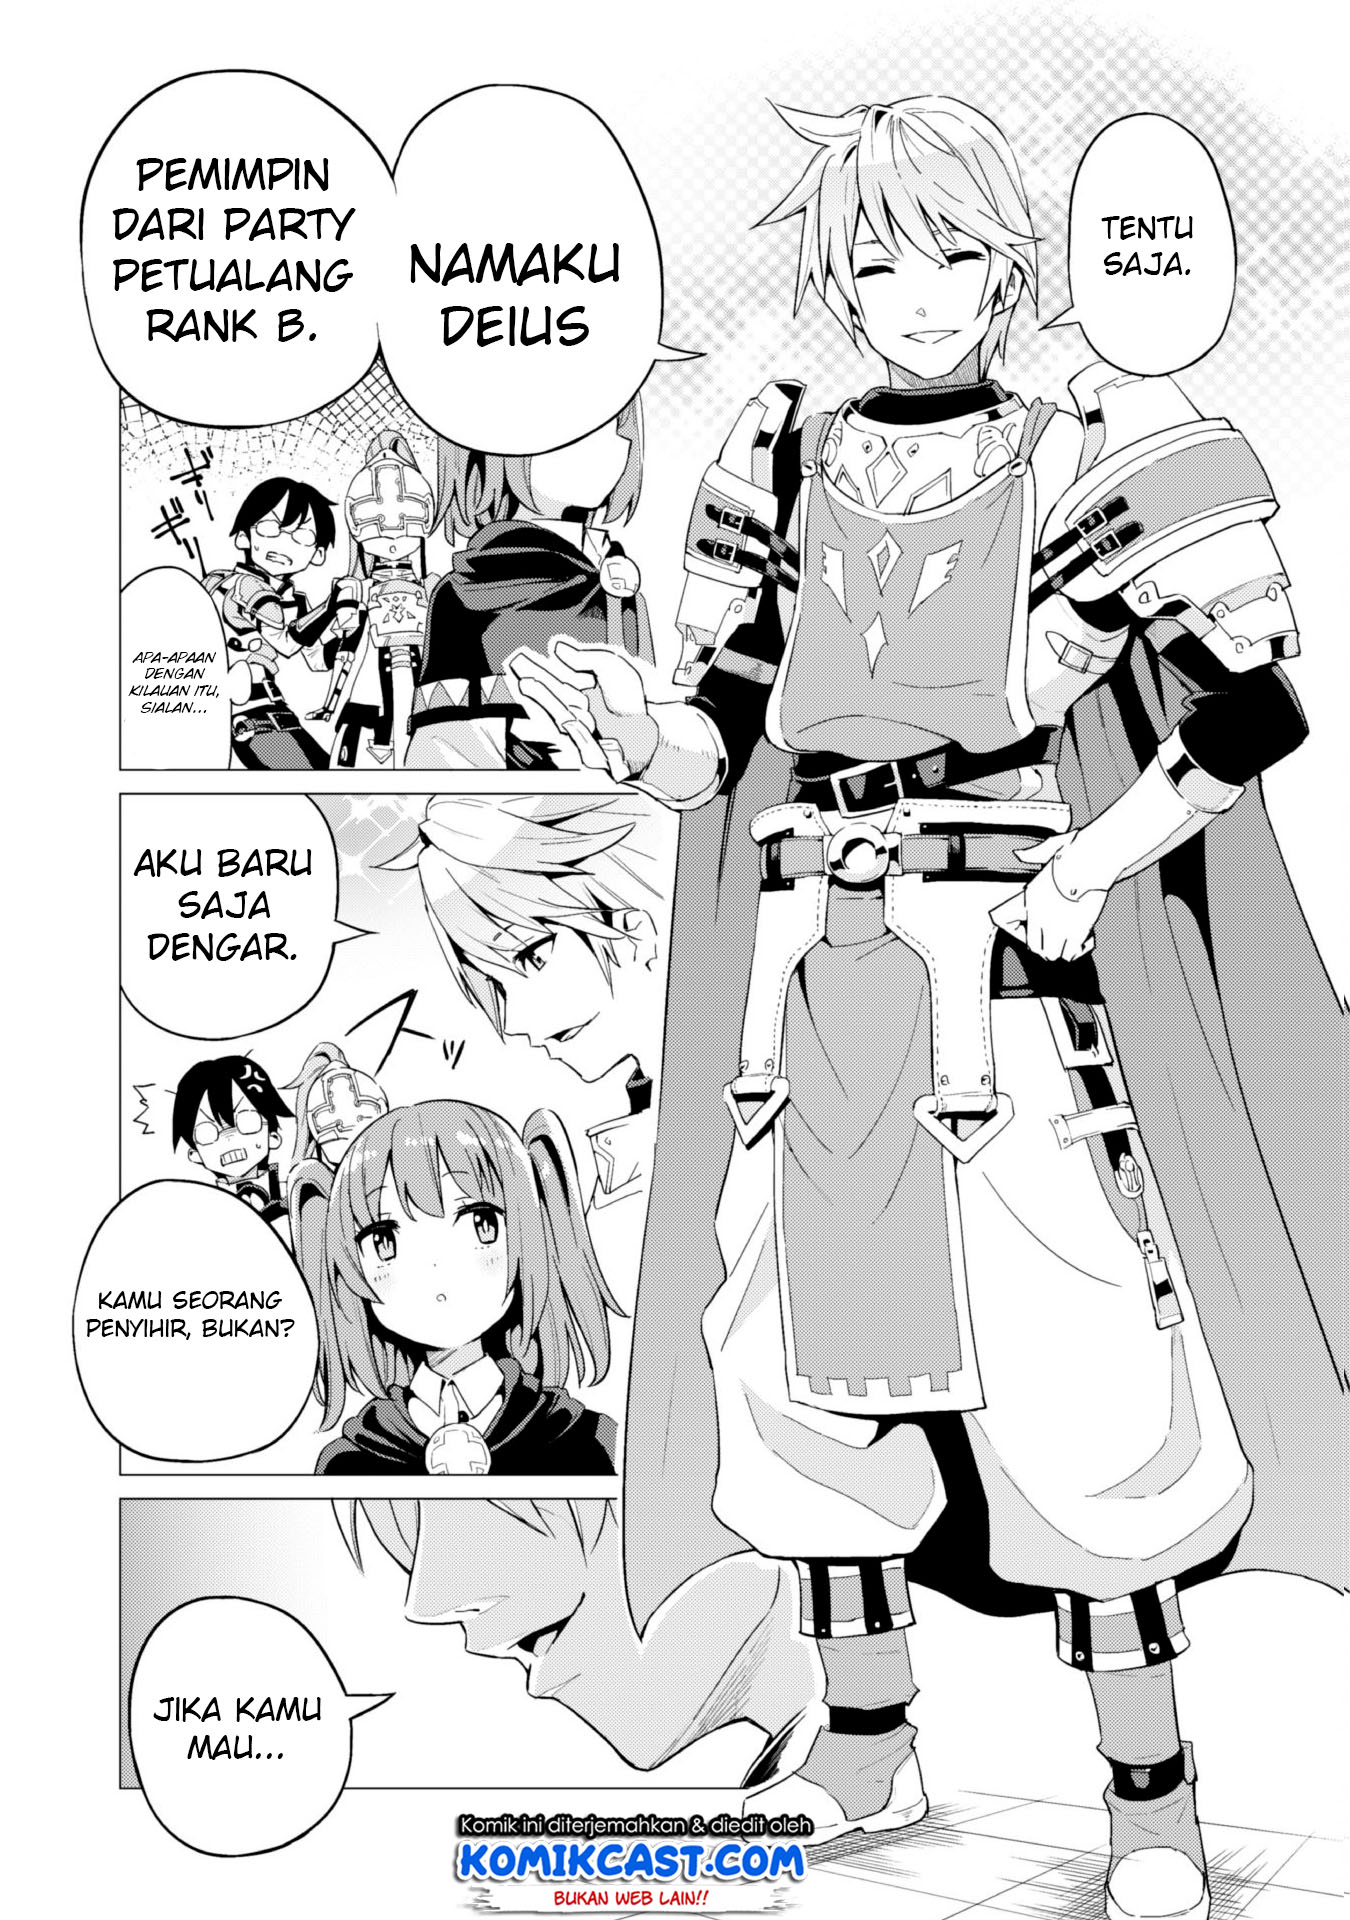 TENTU
SAJA.
NAMAKU
DEIUS
PEMIMPIN
DARI PARTY
PETUALANG
RANK B.
APA-APAAN
DENGAN
KILAUAN ITU,
SIALAN...
AKU BARU
SAJA
DENGAR.
KAMU SEORANG
PENYIHIR, BUKAN?
JIKA KAMU
MAU...
Komik ini diterjemahkan & diedit oleh
KOMIKCAST.COM
BUKAN WEB LAIN!!